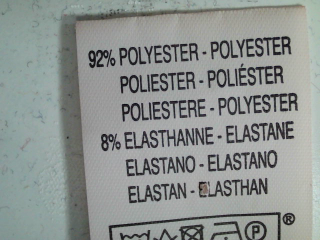 92% POLYESTER - POLYESTER
POLIESTER - POLIÉSTER
POLIESTERE - POLYESTER
8% ELASTHANNE - ELASTANE
ELASTANO - ELASTANO
ELASTAN - ELASTHAN
P
®